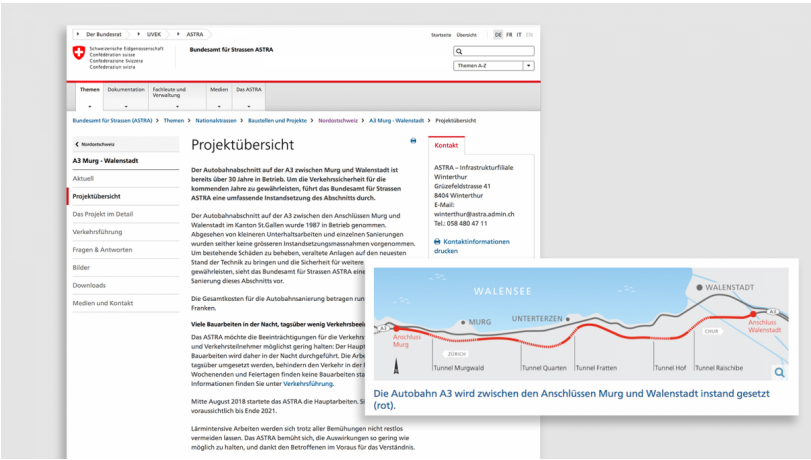 Der Bundesrat
UVEK
ASTRA
Startseite Übersicht
DE FR IT EN
Schweizerische Eidgenossenschaft
Confédération suisse
Confederazione Svizzera
Confederaziun svizra
Bundesamt für Strassen ASTRA
Themen A-Z
Themen
Dokumentation
Fachleute und
Verwaltung
Medien
Das ASTRA
Bundesamt für Strassen (ASTRA) > Themen > Nationalstrassen > Baustellen und Projekte > Nordostschweiz > A3 Murg - Walenstadt > Projektübersicht
Nordostschweiz
A3 Murg - Walenstadt
Aktuell
Projektübersicht
Das Projekt im Detail
Verkehrsführung
Fragen & Antworten
Bilder
Downloads
Medien und Kontakt
Projektübersicht
Der Autobahnabschnitt auf der A3 zwischen Murg und Walenstadt ist
bereits über 30 Jahre in Betrieb. Um die Verkehrssicherheit für die
kommenden Jahre zu gewährleisten, führt das Bundesamt für Strassen
ASTRA eine umfassende Instandsetzung des Abschnitts durch.
Der Autobahnabschnitt auf der A3 zwischen den Anschlüssen Murg und
Walenstadt im Kanton St.Gallen wurde 1987 in Betrieb genommen.
Abgesehen von kleineren Unterhaltsarbeiten und einzelnen Sanierungen
wurden seither keine grösseren Instandsetzungsmassnahmen vorgenommen.
Um bestehende Schäden zu beheben, veraltete Anlagen auf den neuesten
Stand der Technik zu bringen und die Sicherheit für weitere
gewährleisten, sieht das Bundesamt für Strassen ASTRA eine
Sanierung dieses Abschnitts vor.
Die Gesamtkosten für die Autobahnsanierung betragen run
Franken.
Viele Bauarbeiten in der Nacht, tagsüber wenig Verkehrsbeei
Das ASTRA möchte die Beeinträchtigungen für die Verkehrs
und Verkehrsteilnehmer möglichst gering halten: Der Haupt
Bauarbeiten wird daher in der Nacht durchgeführt. Die Arbe
tagsüber umgesetzt werden, behindern den Verkehr in der
Wochenenden und Feiertagen finden keine Bauarbeiten sta
Informationen finden Sie unter Verkehrsführung.
Mitte August 2018 startete das ASTRA die Hauptarbeiten. Si
voraussichtlich bis Ende 2021.
Lärmintensive Arbeiten werden sich trotz aller Bemühungen nicht restlos
vermeiden lassen. Das ASTRA bemüht sich, die Auswirkungen so gering wie
möglich zu halten, und dankt den Betroffenen im Voraus für das Verständnis.
Kontakt
ASTRA – Infrastrukturfiliale
Winterthur
Grüzefeldstrasse 41
8404 Winterthur
E-Mail:
winterthur@astra.admin.ch
Tel.: 058 480 47 11
Kontaktinformationen
drucken
WALENSEE
WALENSTADT
MURG
UNTERTERZEN
A3
A3
Anschluss
Murg
Anschluss
Walenstadt
ZÜRICH
CHUR
Tunnel Murgwald
Tunnel Quarten
Tunnel Fratten
Tunnel Hof
Tunnel Raischibe
Die Autobahn A3 wird zwischen den Anschlüssen Murg und Walenstadt instand gesetzt
(rot).